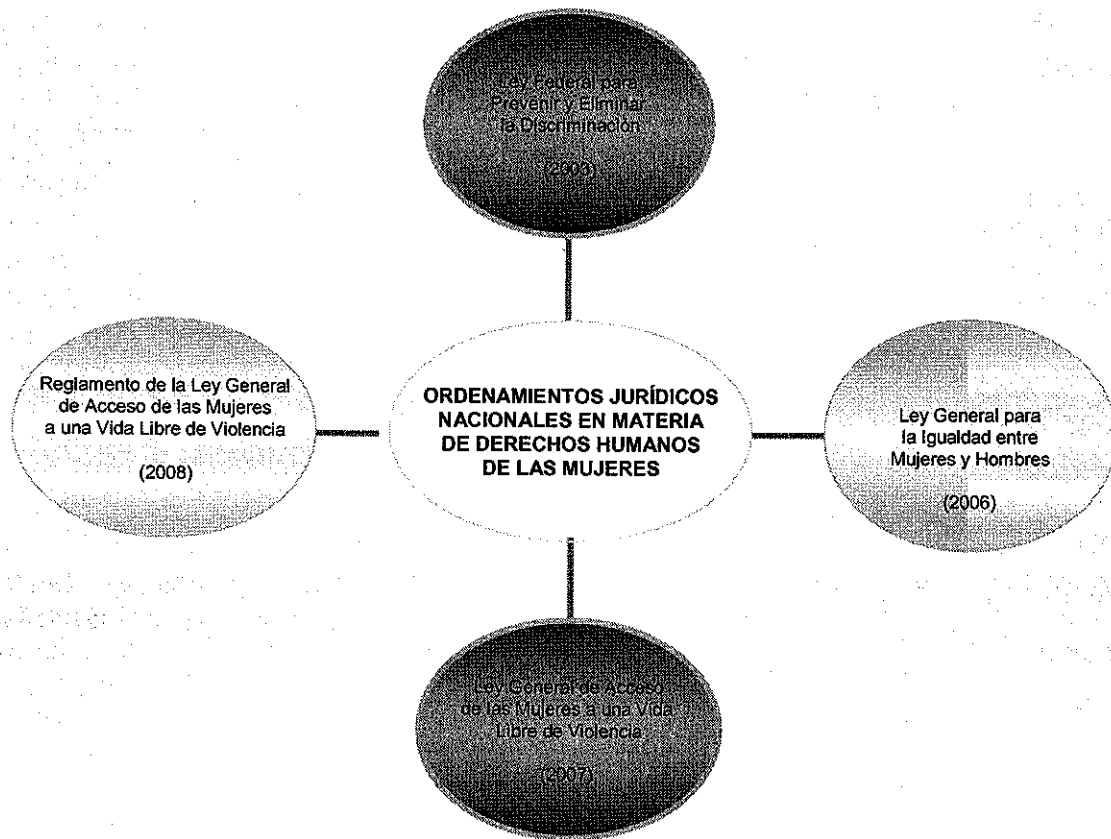 Ley Federal para
Prevenir y Eliminar
la Discriminación
(2003)
Reglamento de la Ley General
de Acceso de las Mujeres
a una Vida Libre de Violencia
(2008)
ORDENAMIENTOS JURÍDICOS
NACIONALES EN MATERIA
DE DERECHOS HUMANOS
DE LAS MUJERES
Ley General para
la Igualdad entre
Mujeres y Hombres
(2006)
Ley General de Acceso
de las Mujeres a una Vida
Libre de Violencia
(2007)